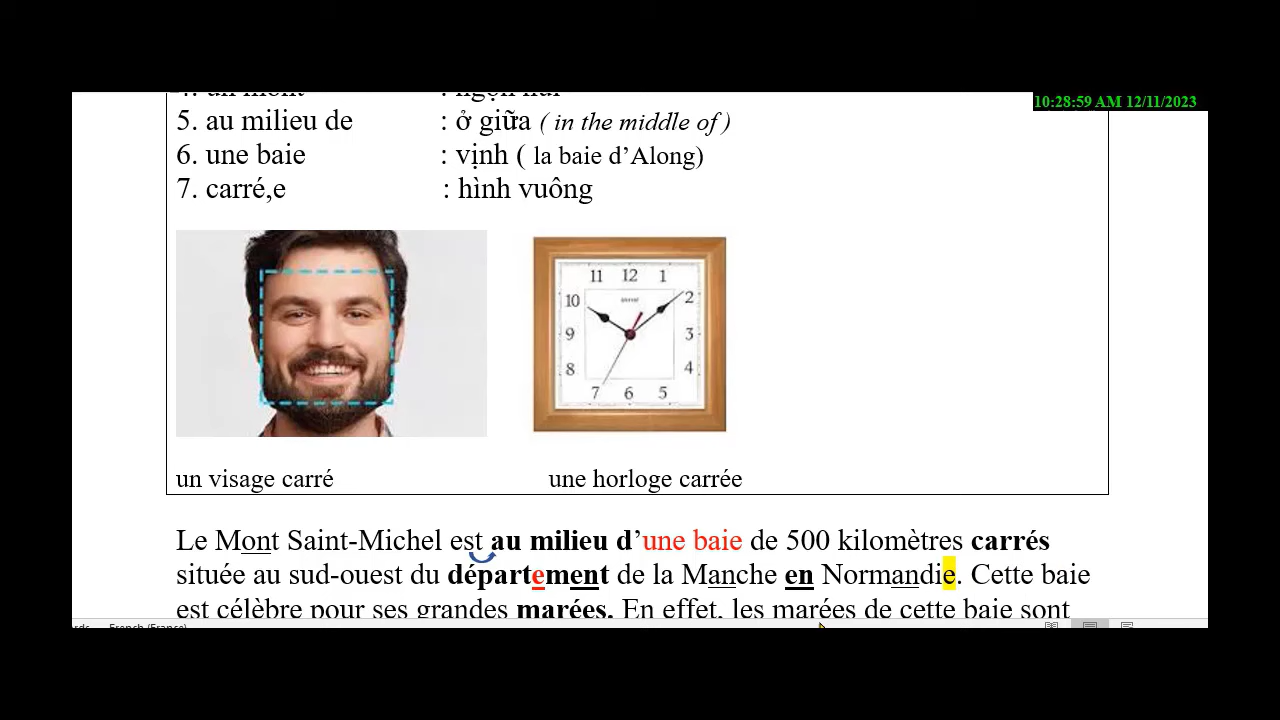 10:28:59 AM 12/11/2023
5. au milieu de : ở giữa ( in the middle of )
6. une baie : vịnh ( la baie d’Along)
7. carré,e : hình vuông
11 12 1
10 2
9 3
8 4
7 6 5
un visage carré une horloge carrée
Le Mont Saint-Michel est au milieu d’une baie de 500 kilomètres carrés
située au sud-ouest du département de la Manche en Normandie. Cette baie
est célèbre pour ses grandes marées. En effet, les marées de cette baie sont
French (France)